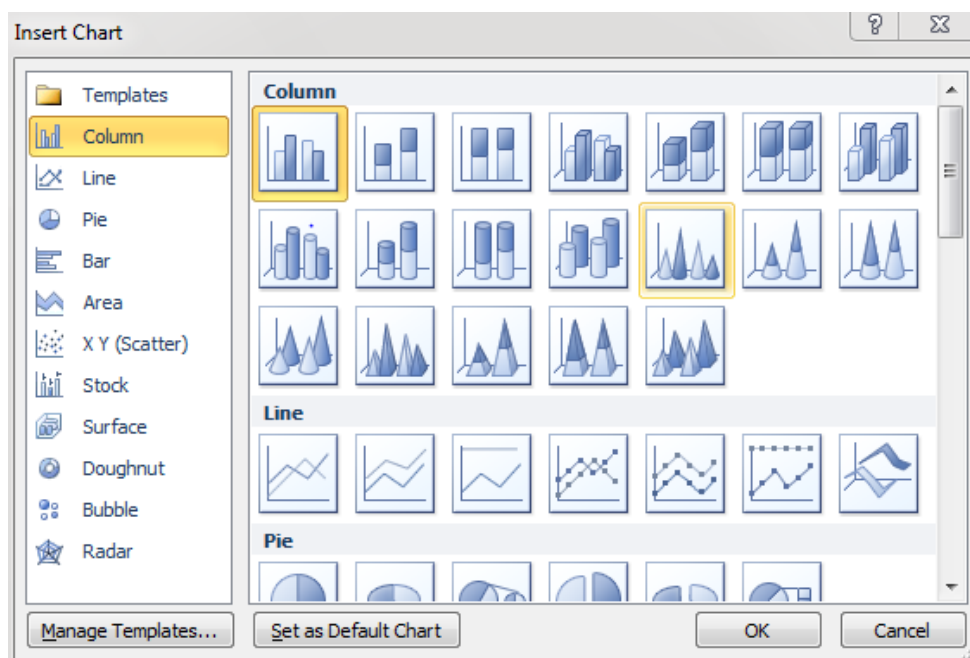 Insert Chart
Templates
Column
Line
Pie
Bar
Area
X Y (Scatter)
Stock
Surface
Doughnut
Bubble
Radar
Column
Line
Pie
Manage Templates...
Set as Default Chart
OK
Cancel